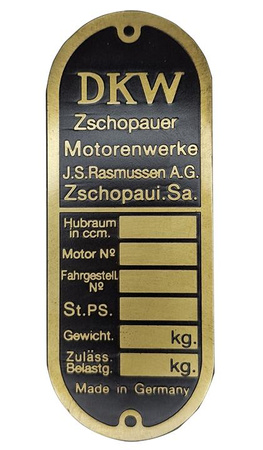 DKW
Zschopauer
Motorenwerke
J.S.Rasmussen A.G.
Zschopaui.Sa.
Hubraum
in ccm.
Motor Nº
Fahrgestell.
Nº
St.PS.
Gewicht. kg.
Zuläss.
Belastg. kg.
Made in Germany